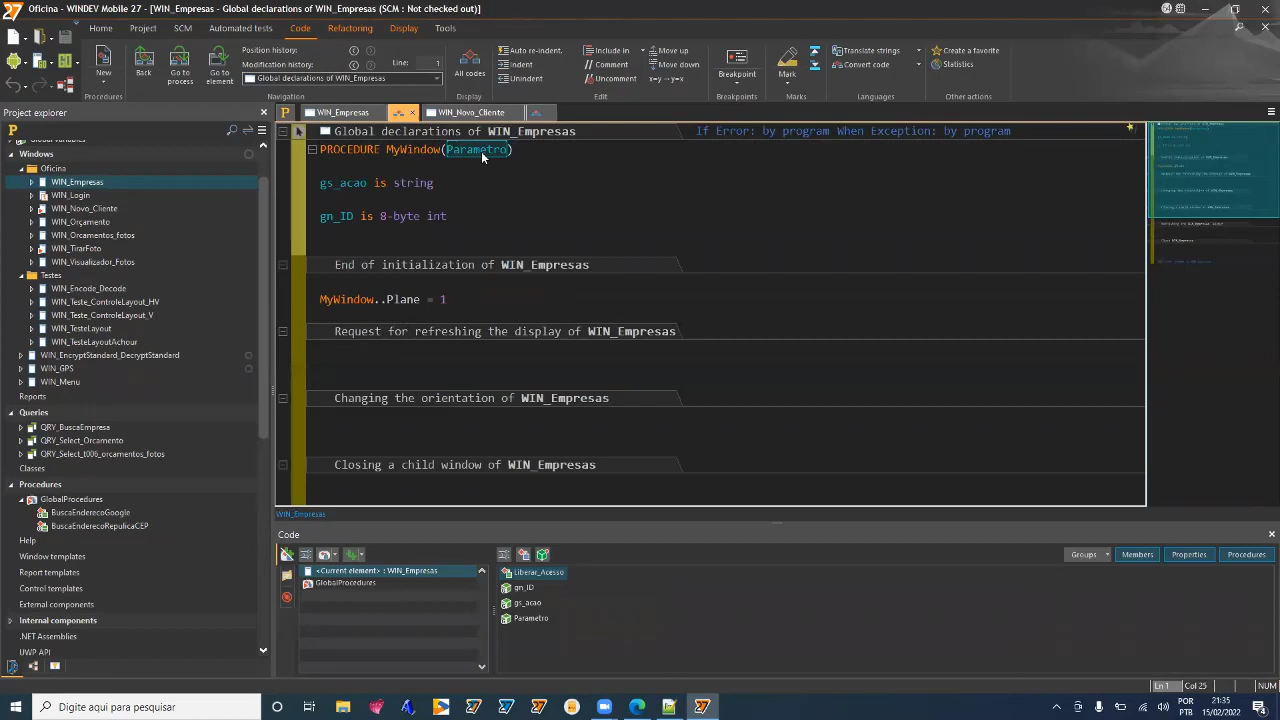 Oficina - WINDEV Mobile 27 - [WIN_Empresas - Global declarations of WIN_Empresas (SCM : Not checked out)]
Home Project SCM Automated tests Code Refactoring Display Tools
New
Procedures
Back
Go to process
Go to element
Position history:
Modification history:
Line: 1
Global declarations of WIN_Empresas
Navigation
All codes
Display
Auto re-indent.
Indent
Unindent
Include in
// Comment
// Uncomment
Move up
Move down
x→y ↔ y→x
Edit
Breakpoint
Breakpoint
Mark
Marks
Translate strings
Convert code
Languages
Create a favorite
Statistics
Other actions
Project explorer
WIN_Empresas
WIN_Novo_Cliente
Windows
Oficina
WIN_Empresas
WIN_Login
WIN_Novo_Cliente
WIN_Orçamento
WIN_Orcamentos_fotos
WIN_TirarFoto
WIN_Visualizador_Fotos
Testes
WIN_Encode_Decode
WIN_Teste_ControleLayout_HV
WIN_Teste_ControleLayout_V
WIN_TesteLayout
WIN_TesteLayoutAchour
WIN_EncryptStandard_DecryptStandard
WIN_GPS
WIN_Menu
Reports
Queries
QRY_BuscaEmpresa
QRY_Select_Orcamento
QRY_Select_t006_orcamentos_fotos
Classes
Procedures
GlobalProcedures
BuscaEnderecoGoogle
BuscaEnderecoRepulicaCEP
Help
Window templates
Report templates
Control templates
External components
Internal components
.NET Assemblies
UWP API
Global declarations of WIN_Empresas If Error: by program When Exception: by program
PROCEDURE MyWindow(Parametro)
gs_acao is string
gn_ID is 8-byte int
End of initialization of WIN_Empresas
MyWindow..Plane = 1
Request for refreshing the display of WIN_Empresas
Changing the orientation of WIN_Empresas
Closing a child window of WIN_Empresas
WIN_Empresas
Code
Groups Members Properties Procedures
<Current element> : WIN_Empresas
GlobalProcedures
Liberar_Acesso
gn_ID
gs_acao
Parametro
Ln 1 Col 25 NUM
Digite aqui para pesquisar
POR
PTB
21:35
15/02/2022